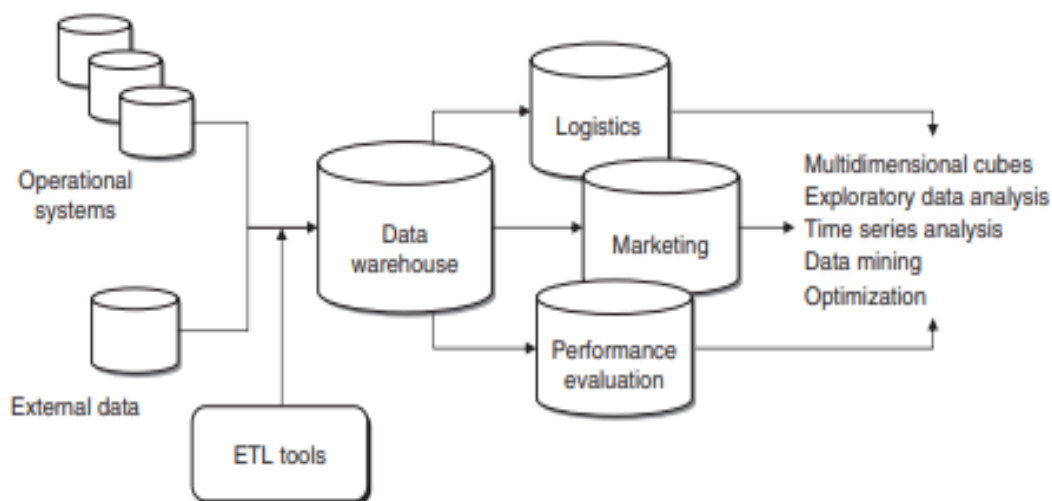 Operational
systems
External data
ETL tools
Data
warehouse
Logistics
Marketing
Performance
evaluation
Multidimensional cubes
Exploratory data analysis
Time series analysis
Data mining
Optimization